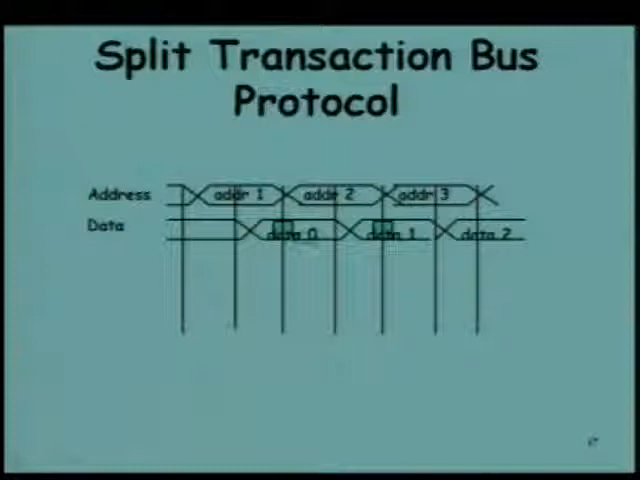 Split Transaction Bus
Protocol
Address addr 1 addr 2 addr 3
Data data 0 data 1 data 2